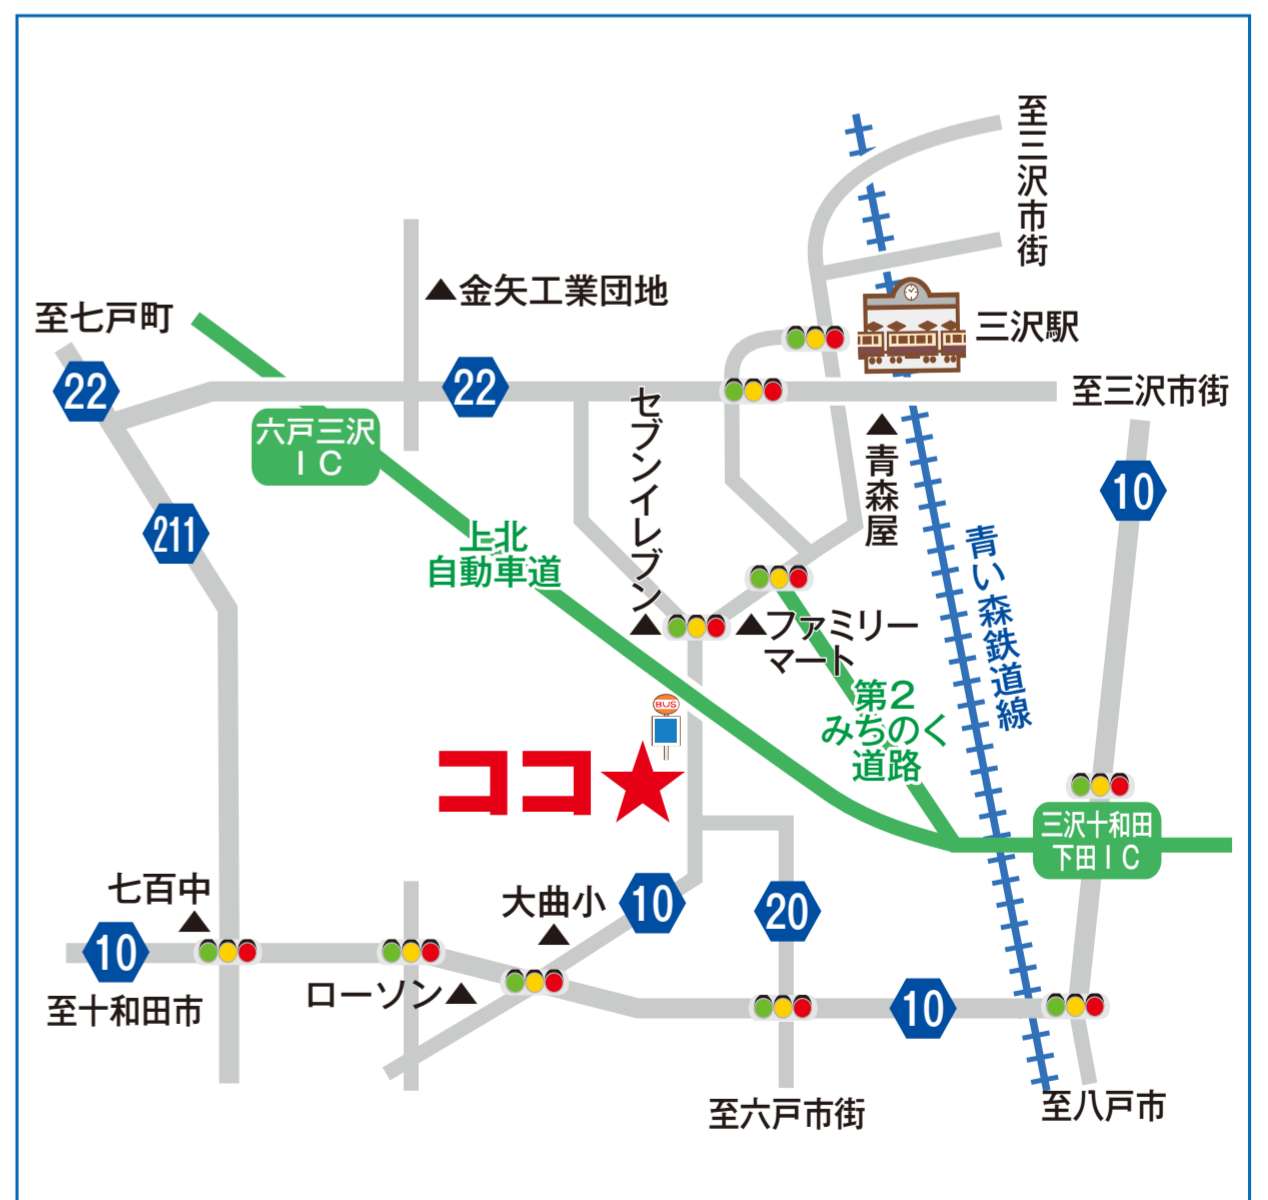 至三沢市街
金矢工業団地
至七戸町
三沢駅
22
22
至三沢市街
六戸三沢
IC
セブンイレブン
青森屋
10
211
上北
自動車道
青い森鉄道線
ファミリー
マート
第2
みちのく
道路
BUS
ココ
三沢十和田
下田IC
七百中
大曲小
10
20
10
ローソン
至十和田市
10
至六戸市街
至八戸市